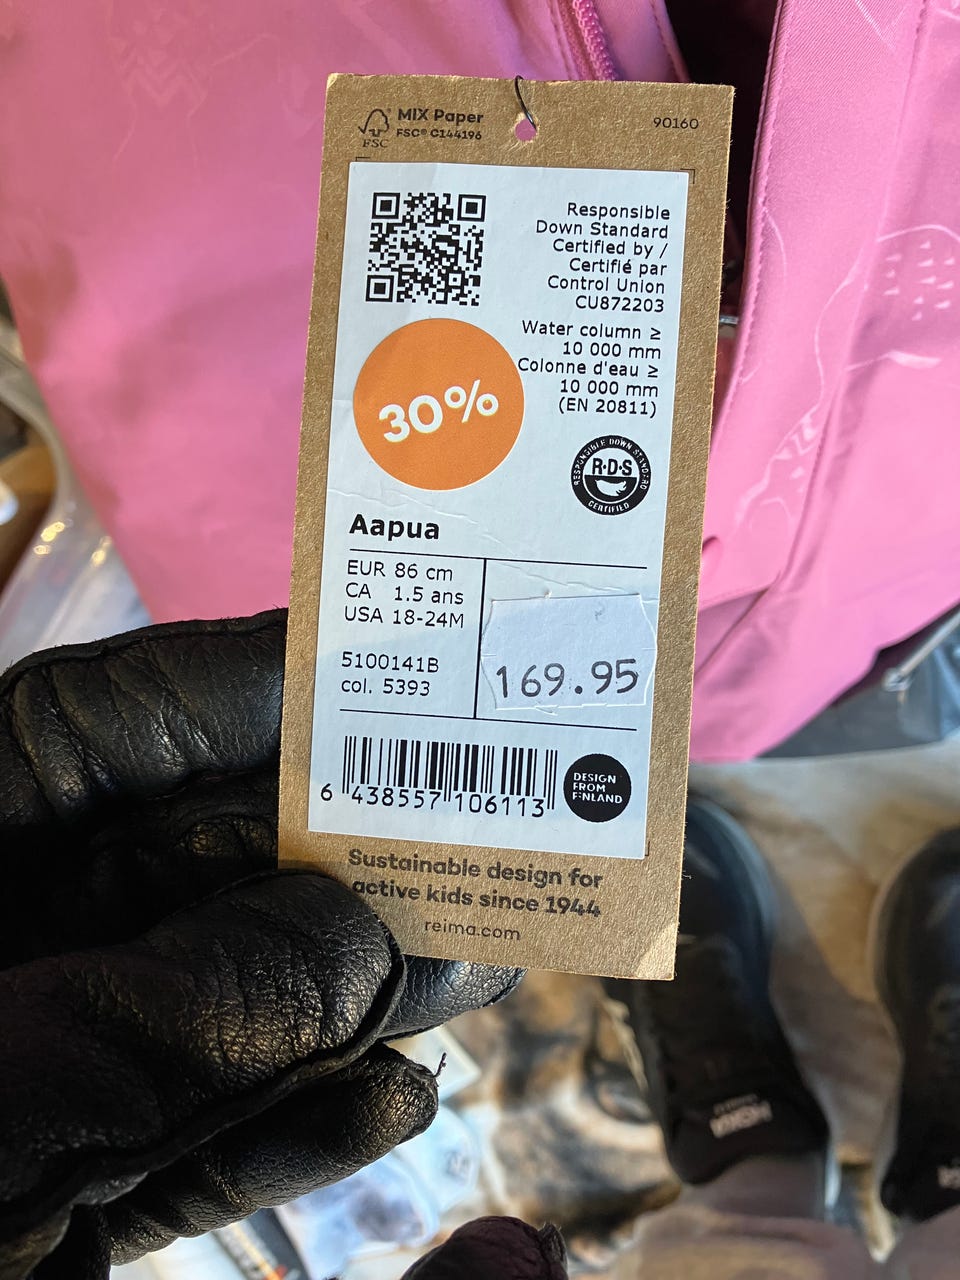 MIX Paper
FSC® C144196
FSC
90160
Responsible
Down Standard
Certified by /
Certifié par
Control Union
CU872203
Water column ≥
10 000 mm
Colonne d'eau ≥
10 000 mm
(EN 20811)
30%
RESPONSIBLE DOWN STANDARD
R·D·S
CERTIFIED
Aapua
EUR 86 cm
CA 1.5 ans
USA 18-24M
5100141B
col. 5393
169.95
6 438557 106113
DESIGN
FROM
FINLAND
Sustainable design for
active kids since 1944
reima.com